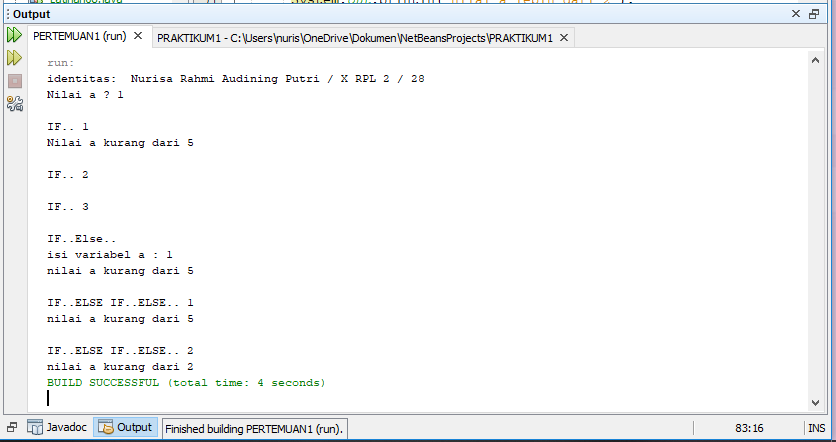 Output
PERTEMUAN1 (run) PRAKTIKUM1 - C:\Users\nuris\OneDrive\Dokumen\NetBeansProjects\PRAKTIKUM1
run:
identitas:  Nurisa Rahmi Audining Putri / X RPL 2 / 28
Nilai a ? 1
IF.. 1
Nilai a kurang dari 5
IF.. 2
IF.. 3
IF..Else..
isi variabel a : 1
nilai a kurang dari 5
IF..ELSE IF..ELSE.. 1
nilai a kurang dari 5
IF..ELSE IF..ELSE.. 2
nilai a kurang dari 2
BUILD SUCCESSFUL (total time: 4 seconds)
Javadoc Output Finished building PERTEMUAN1 (run). 83:16 INS